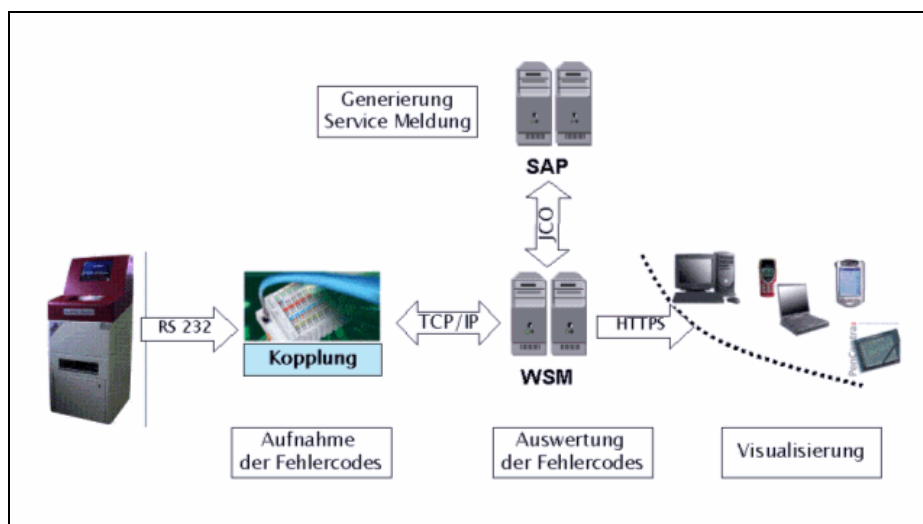 Generierung
Service Meldung
SAP
JCO
RS 232
Kopplung
TCP/IP
WSM
HTTPS
Aufnahme
der Fehlercodes
Auswertung
der Fehlercodes
Visualisierung